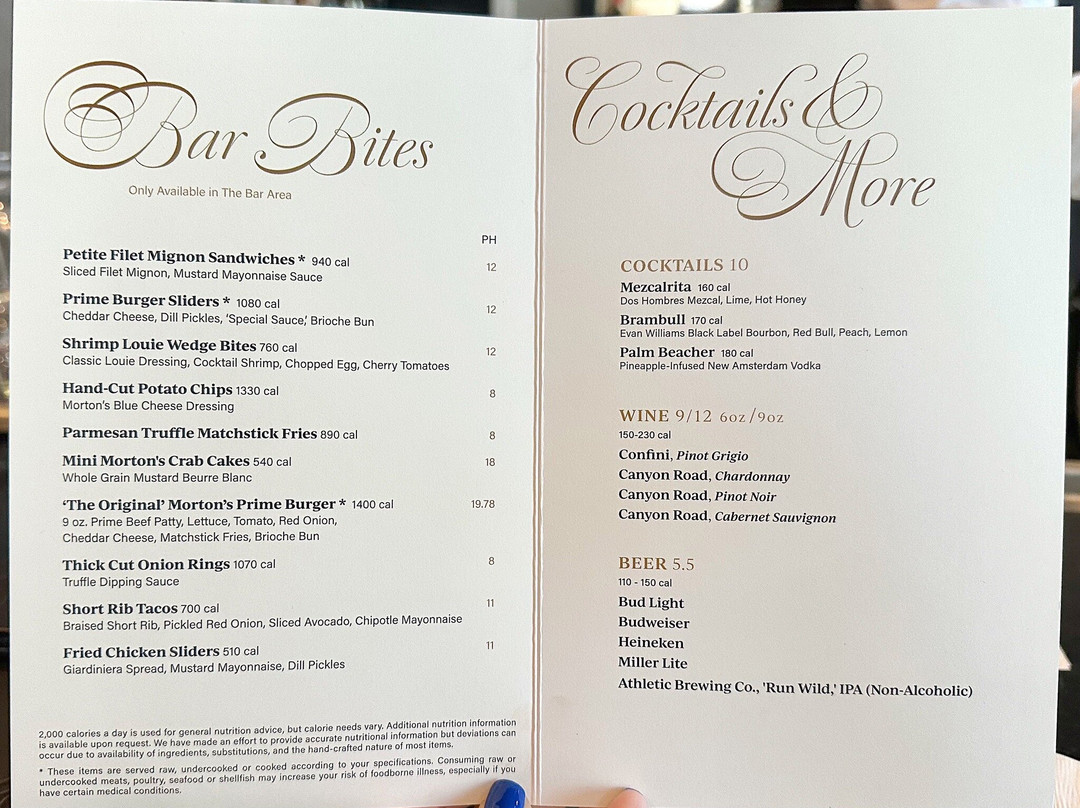 Bar Bites
Only Available in The Bar Area
PH
Petite Filet Mignon Sandwiches * 940 cal 12
Sliced Filet Mignon, Mustard Mayonnaise Sauce
Prime Burger Sliders * 1080 cal 12
Cheddar Cheese, Dill Pickles, ‘Special Sauce,’ Brioche Bun
Shrimp Louie Wedge Bites 760 cal 12
Classic Louie Dressing, Cocktail Shrimp, Chopped Egg, Cherry Tomatoes
Hand-Cut Potato Chips 1330 cal 8
Morton’s Blue Cheese Dressing
Parmesan Truffle Matchstick Fries 890 cal 8
Mini Morton's Crab Cakes 540 cal 18
Whole Grain Mustard Beurre Blanc
‘The Original’ Morton’s Prime Burger * 1400 cal 19.78
9 oz. Prime Beef Patty, Lettuce, Tomato, Red Onion,
Cheddar Cheese, Matchstick Fries, Brioche Bun
Thick Cut Onion Rings 1070 cal 8
Truffle Dipping Sauce
Short Rib Tacos 700 cal 11
Braised Short Rib, Pickled Red Onion, Sliced Avocado, Chipotle Mayonnaise
Fried Chicken Sliders 510 cal 11
Giardiniera Spread, Mustard Mayonnaise, Dill Pickles
2,000 calories a day is used for general nutrition advice, but calorie needs vary. Additional nutrition information
is available upon request. We have made an effort to provide accurate nutritional information but deviations can
occur due to availability of ingredients, substitutions, and the hand-crafted nature of most items.
* These items are served raw, undercooked or cooked according to your specifications. Consuming raw or
undercooked meats, poultry, seafood or shellfish may increase your risk of foodborne illness, especially if you
have certain medical conditions.
Cocktails &
More
COCKTAILS 10
Mezcalrita 160 cal
Dos Hombres Mezcal, Lime, Hot Honey
Brambull 170 cal
Evan Williams Black Label Bourbon, Red Bull, Peach, Lemon
Palm Beacher 180 cal
Pineapple-Infused New Amsterdam Vodka
WINE 9/12 6oz/9oz
150-230 cal
Confini, Pinot Grigio
Canyon Road, Chardonnay
Canyon Road, Pinot Noir
Canyon Road, Cabernet Sauvignon
BEER 5.5
110 - 150 cal
Bud Light
Budweiser
Heineken
Miller Lite
Athletic Brewing Co., 'Run Wild,' IPA (Non-Alcoholic)